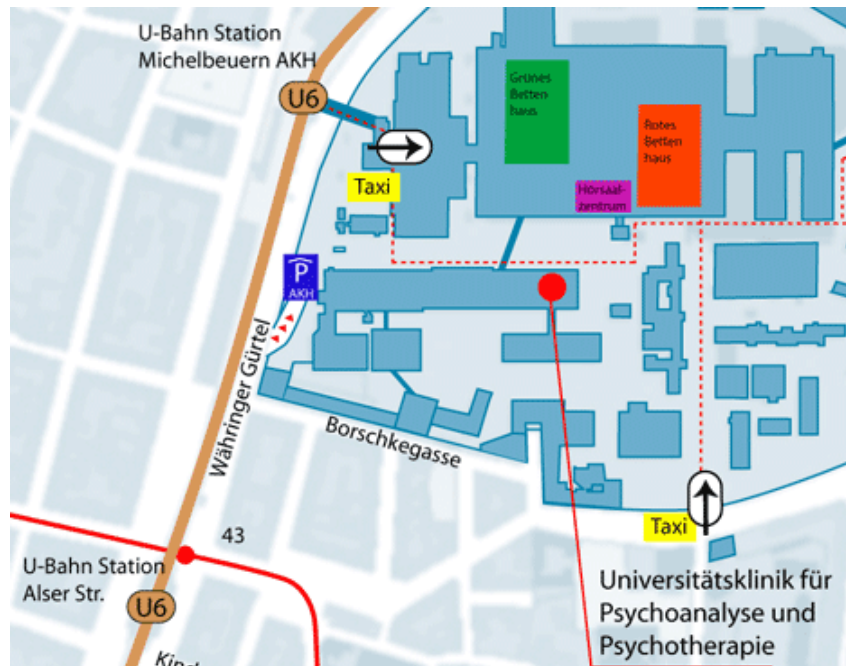 U-Bahn Station
Michelbeuern AKH
U6
Grünes
Betten
haus
Rotes
Betten
haus
Taxi
Hörsaal-
zentrum
P
AKH
Währinger Gürtel
Borschkegasse
43
Taxi
U-Bahn Station
Alser Str.
U6
Universitätsklinik für
Psychoanalyse und
Psychotherapie